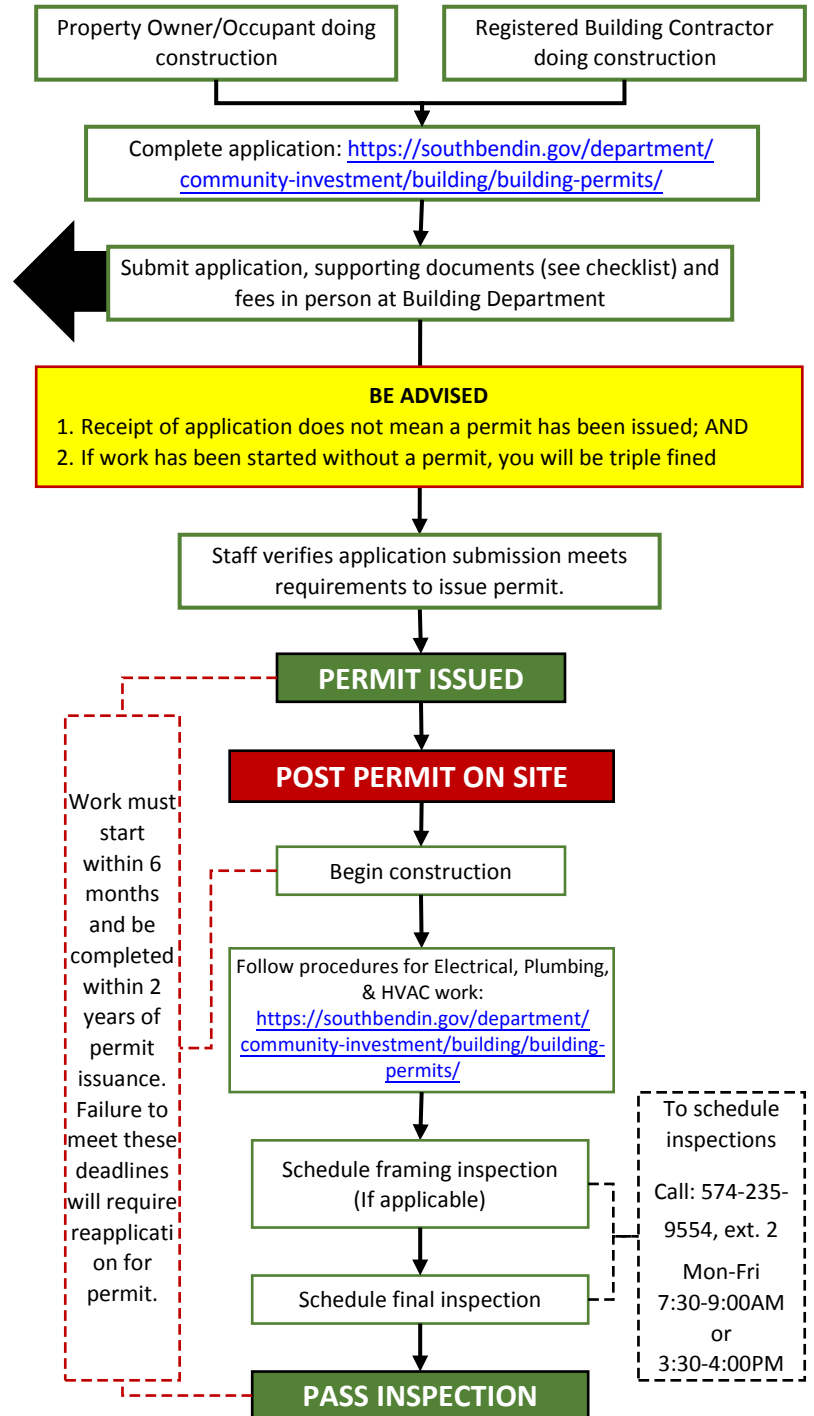 Property Owner/Occupant doing
construction
Registered Building Contractor
doing construction
Complete application: https://southbendin.gov/department/
community-investment/building/building-permits/
Submit application, supporting documents (see checklist) and
fees in person at Building Department
BE ADVISED
1. Receipt of application does not mean a permit has been issued; AND
2. If work has been started without a permit, you will be triple fined
Staff verifies application submission meets
requirements to issue permit.
PERMIT ISSUED
POST PERMIT ON SITE
Work must
start
within 6
months
and be
completed
within 2
years of
permit
issuance.
Failure to
meet these
deadlines
will require
reapplicati
on for
permit.
Begin construction
Follow procedures for Electrical, Plumbing,
& HVAC work:
https://southbendin.gov/department/
community-investment/building/building-
permits/
Schedule framing inspection
(If applicable)
Schedule final inspection
To schedule
inspections
Call: 574-235-
9554, ext. 2
Mon-Fri
7:30-9:00AM
or
3:30-4:00PM
PASS INSPECTION